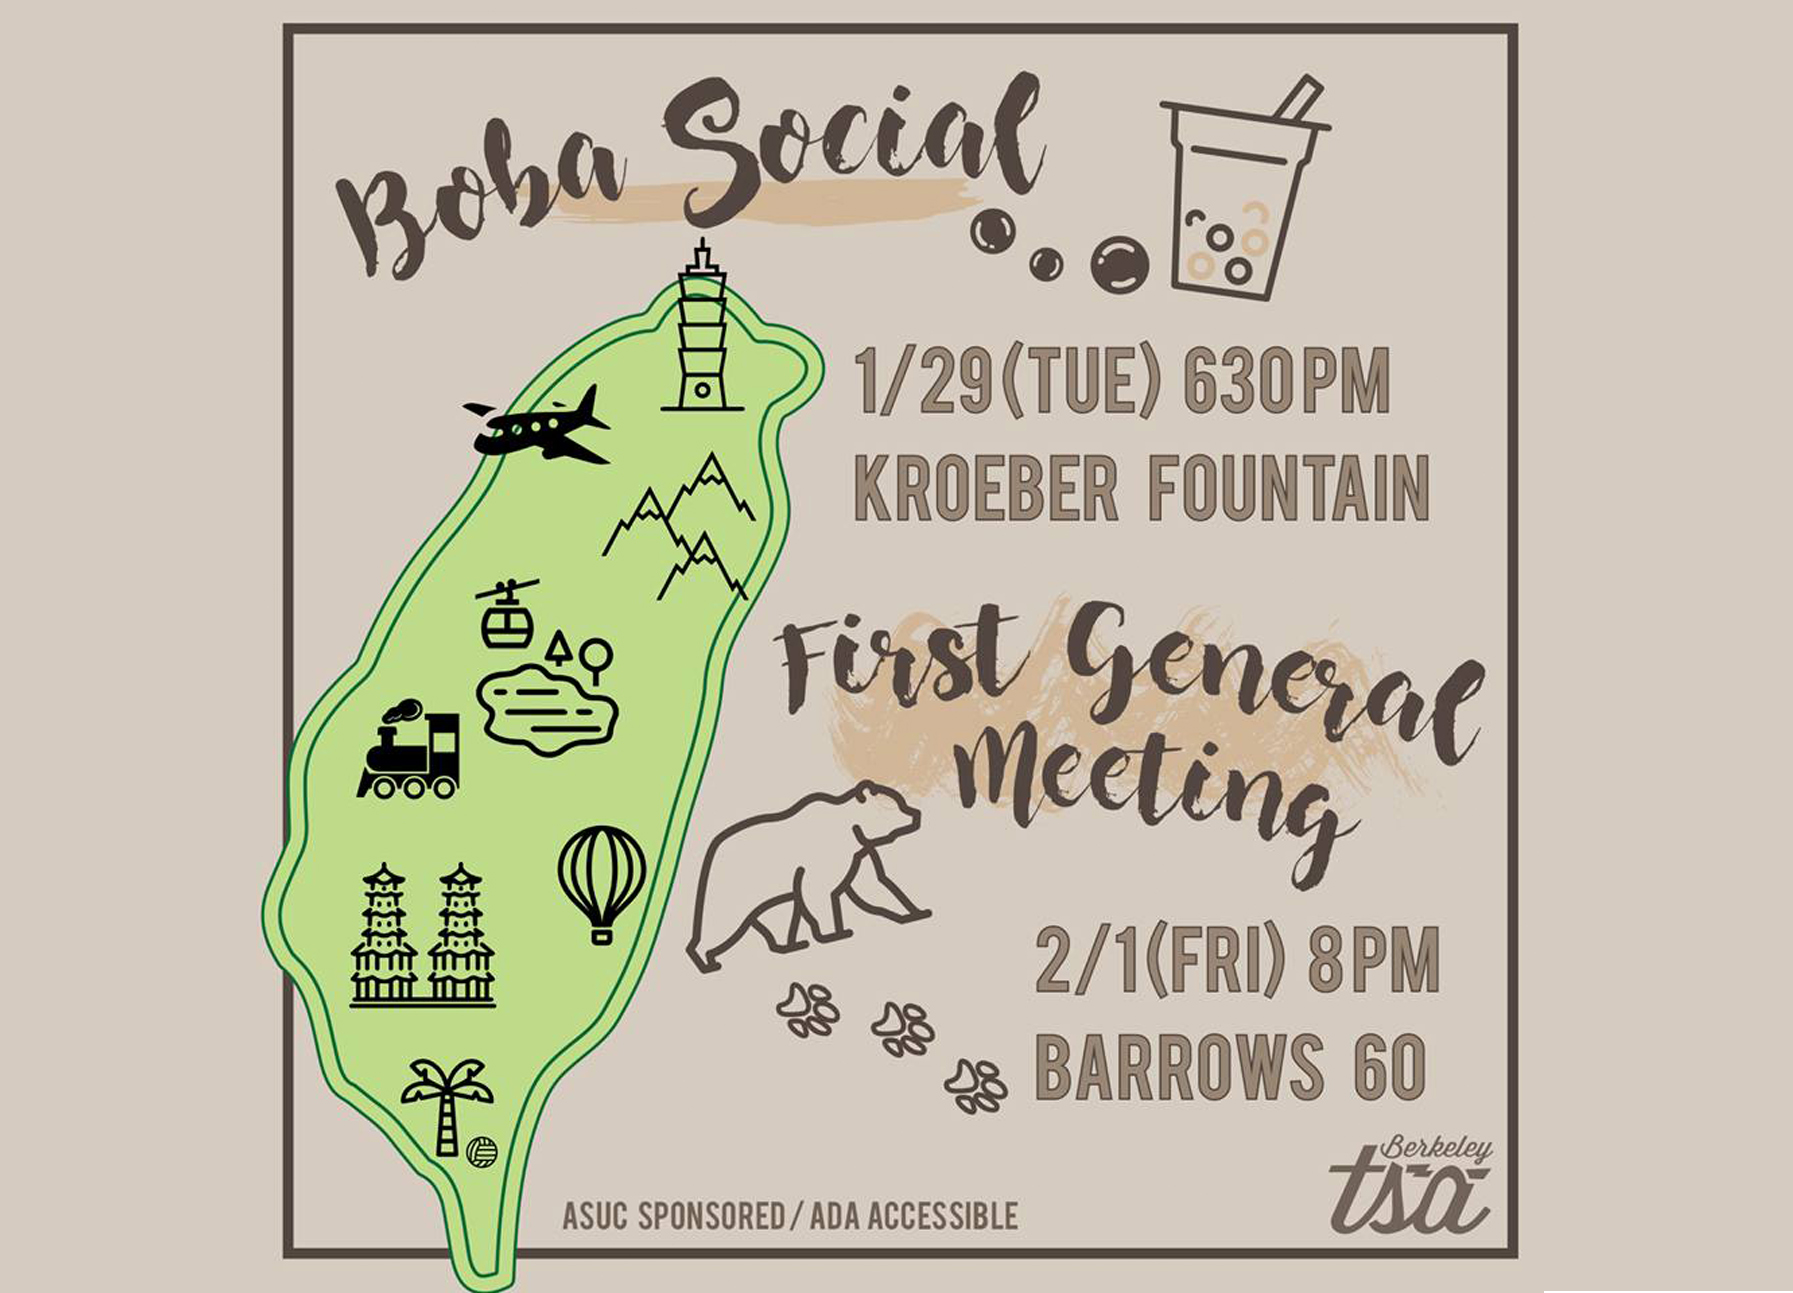 Boba Social
1/29(TUE) 630PM
KROEBER FOUNTAIN
First General
Meeting
2/1(FRI) 8PM
BARROWS 60
Berkeley
tsa
ASUC SPONSORED/ADA ACCESSIBLE